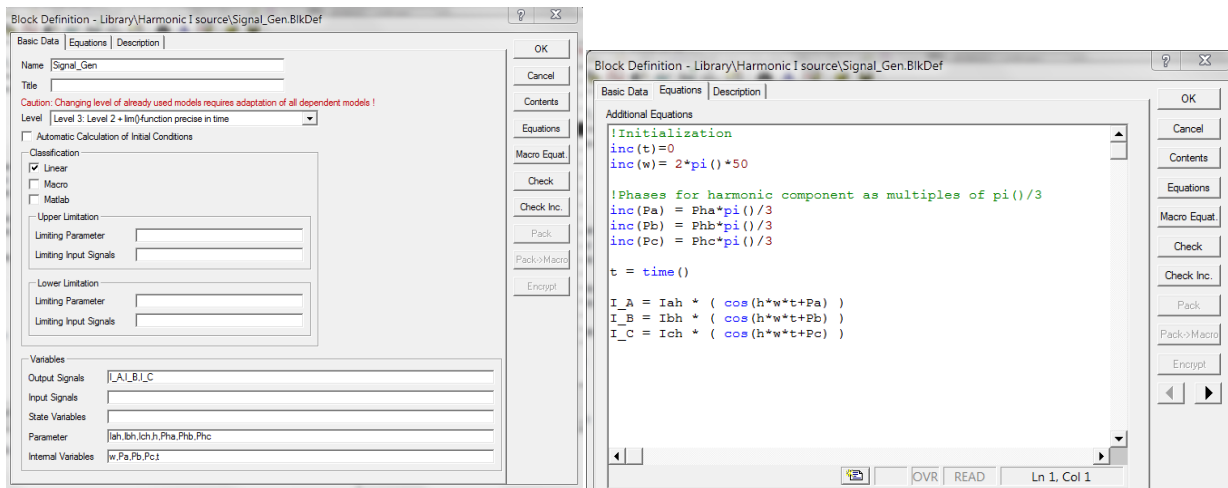 Block Definition - Library\Harmonic I source\Signal_Gen.BlkDef
Basic Data Equations Description
OK
Name Signal_Gen
Cancel
Title
Caution: Changing level of already used models requires adaptation of all dependent models !
Contents
Level Level 3: Level 2 + lim()-function precise in time
Equations
Automatic Calculation of Initial Conditions
Classification
Macro Equat.
Linear
Macro
Check
Matlab
Check Inc.
Upper Limitation
Limiting Parameter
Pack
Limiting Input Signals
Pack->Macro
Lower Limitation
Encrypt
Limiting Parameter
Limiting Input Signals
Variables
Output Signals I_A,I_B,I_C
Input Signals
State Variables
Parameter Iah,Ibh,Ich,h,Pha,Phb,Phc
Internal Variables w,Pa,Pb,Pc,t
Block Definition - Library\Harmonic I source\Signal_Gen.BlkDef
Basic Data Equations Description
Additional Equations
!Initialization
inc(t)=0
inc(w)= 2*pi()*50
!Phases for harmonic component as multiples of pi()/3
inc(Pa) = Pha*pi()/3
inc(Pb) = Phb*pi()/3
inc(Pc) = Phc*pi()/3
t = time()
I_A = Iah * ( cos(h*w*t+Pa) )
I_B = Ibh * ( cos(h*w*t+Pb) )
I_C = Ich * ( cos(h*w*t+Pc) )
OK
Cancel
Contents
Equations
Macro Equat.
Check
Check Inc.
Pack
Pack->Macro
Encrypt
OVR READ Ln 1, Col 1